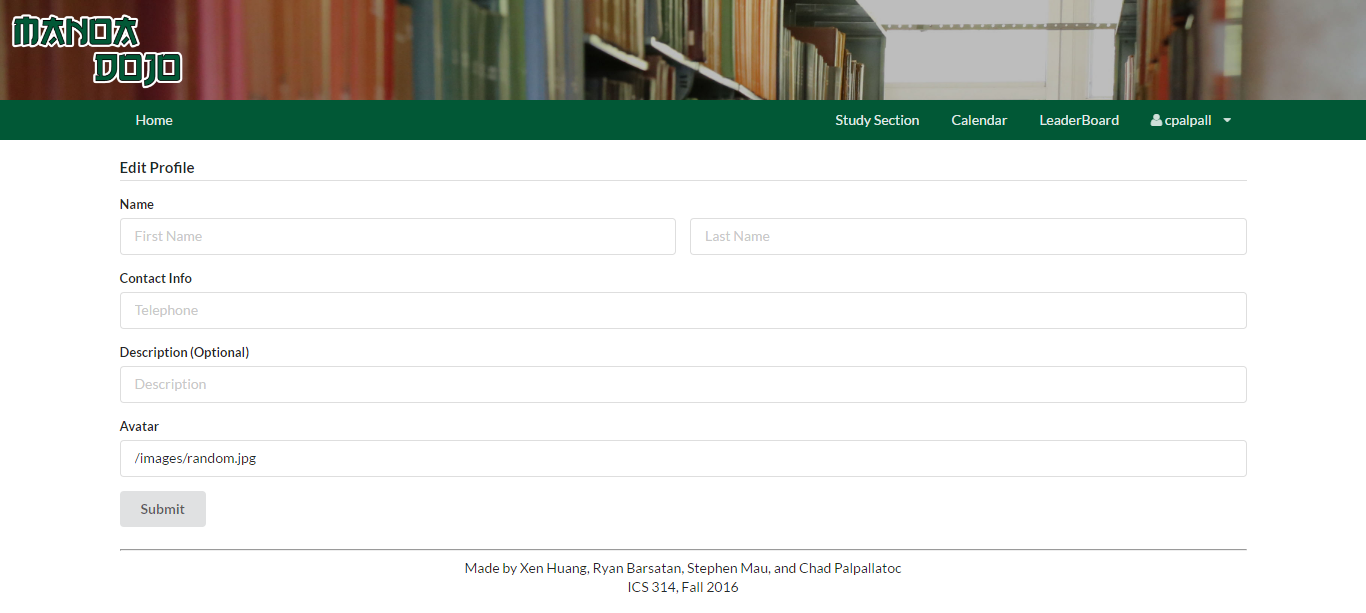 MANOA
DOJO
Home Study Section Calendar LeaderBoard cpalpall
Edit Profile
Name
First Name Last Name
Contact Info
Telephone
Description (Optional)
Description
Avatar
/images/random.jpg
Submit
Made by Xen Huang, Ryan Barsatan, Stephen Mau, and Chad Palpallatoc
ICS 314, Fall 2016